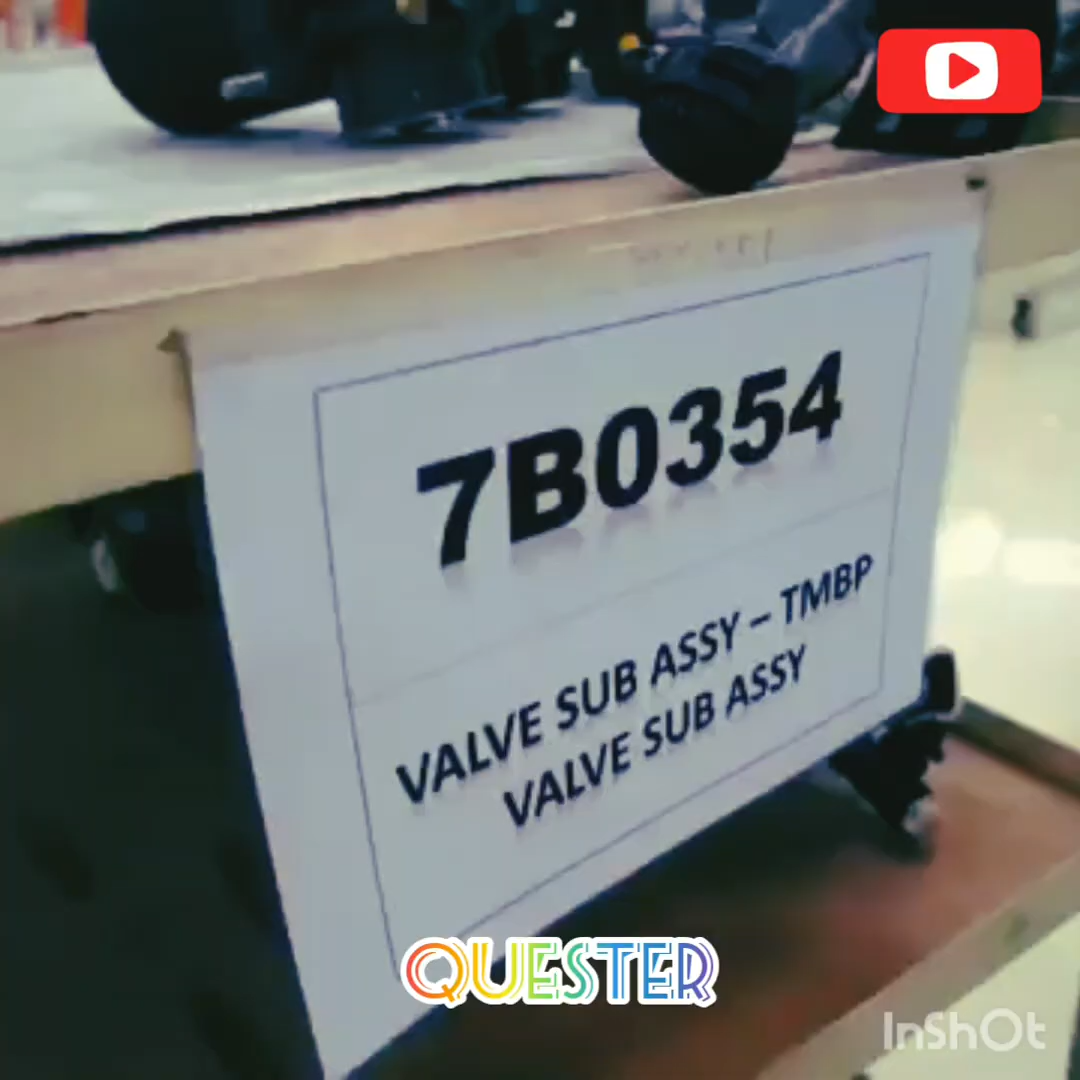 7B0354
VALVE SUB ASSY – TMBP
VALVE SUB ASSY
QUESTER
InShOt